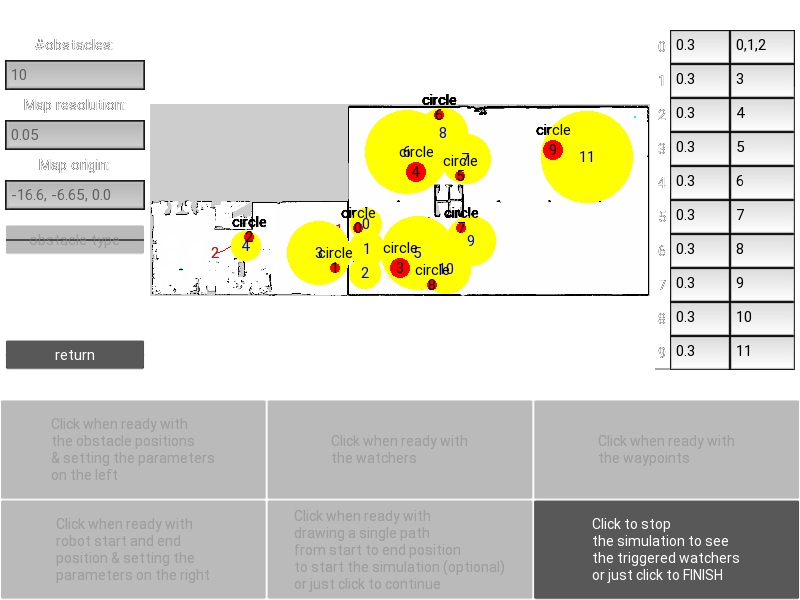 #obstacles:
10
Map resolution:
0.05
Map origin:
-16.6, -6.65, 0.0
obstacle type
return
circle
6
8
circle
6
4
circle
7
5
circle
9
11
circle
2
4
2
circle
0
0
circle
7
9
3
circle
1
1
2
circle
5
3
circle
10
8
0
0.3
0,1,2
1
0.3
3
2
0.3
4
3
0.3
5
4
0.3
6
5
0.3
7
6
0.3
8
7
0.3
9
8
0.3
10
9
0.3
11
Click when ready with
the obstacle positions
& setting the parameters
on the left
Click when ready with
the watchers
Click when ready with
the waypoints
Click when ready with
robot start and end
position & setting the
parameters on the right
Click when ready with
drawing a single path
from start to end position
to start the simulation (optional)
or just click to continue
Click to stop
the simulation to see
the triggered watchers
or just click to FINISH